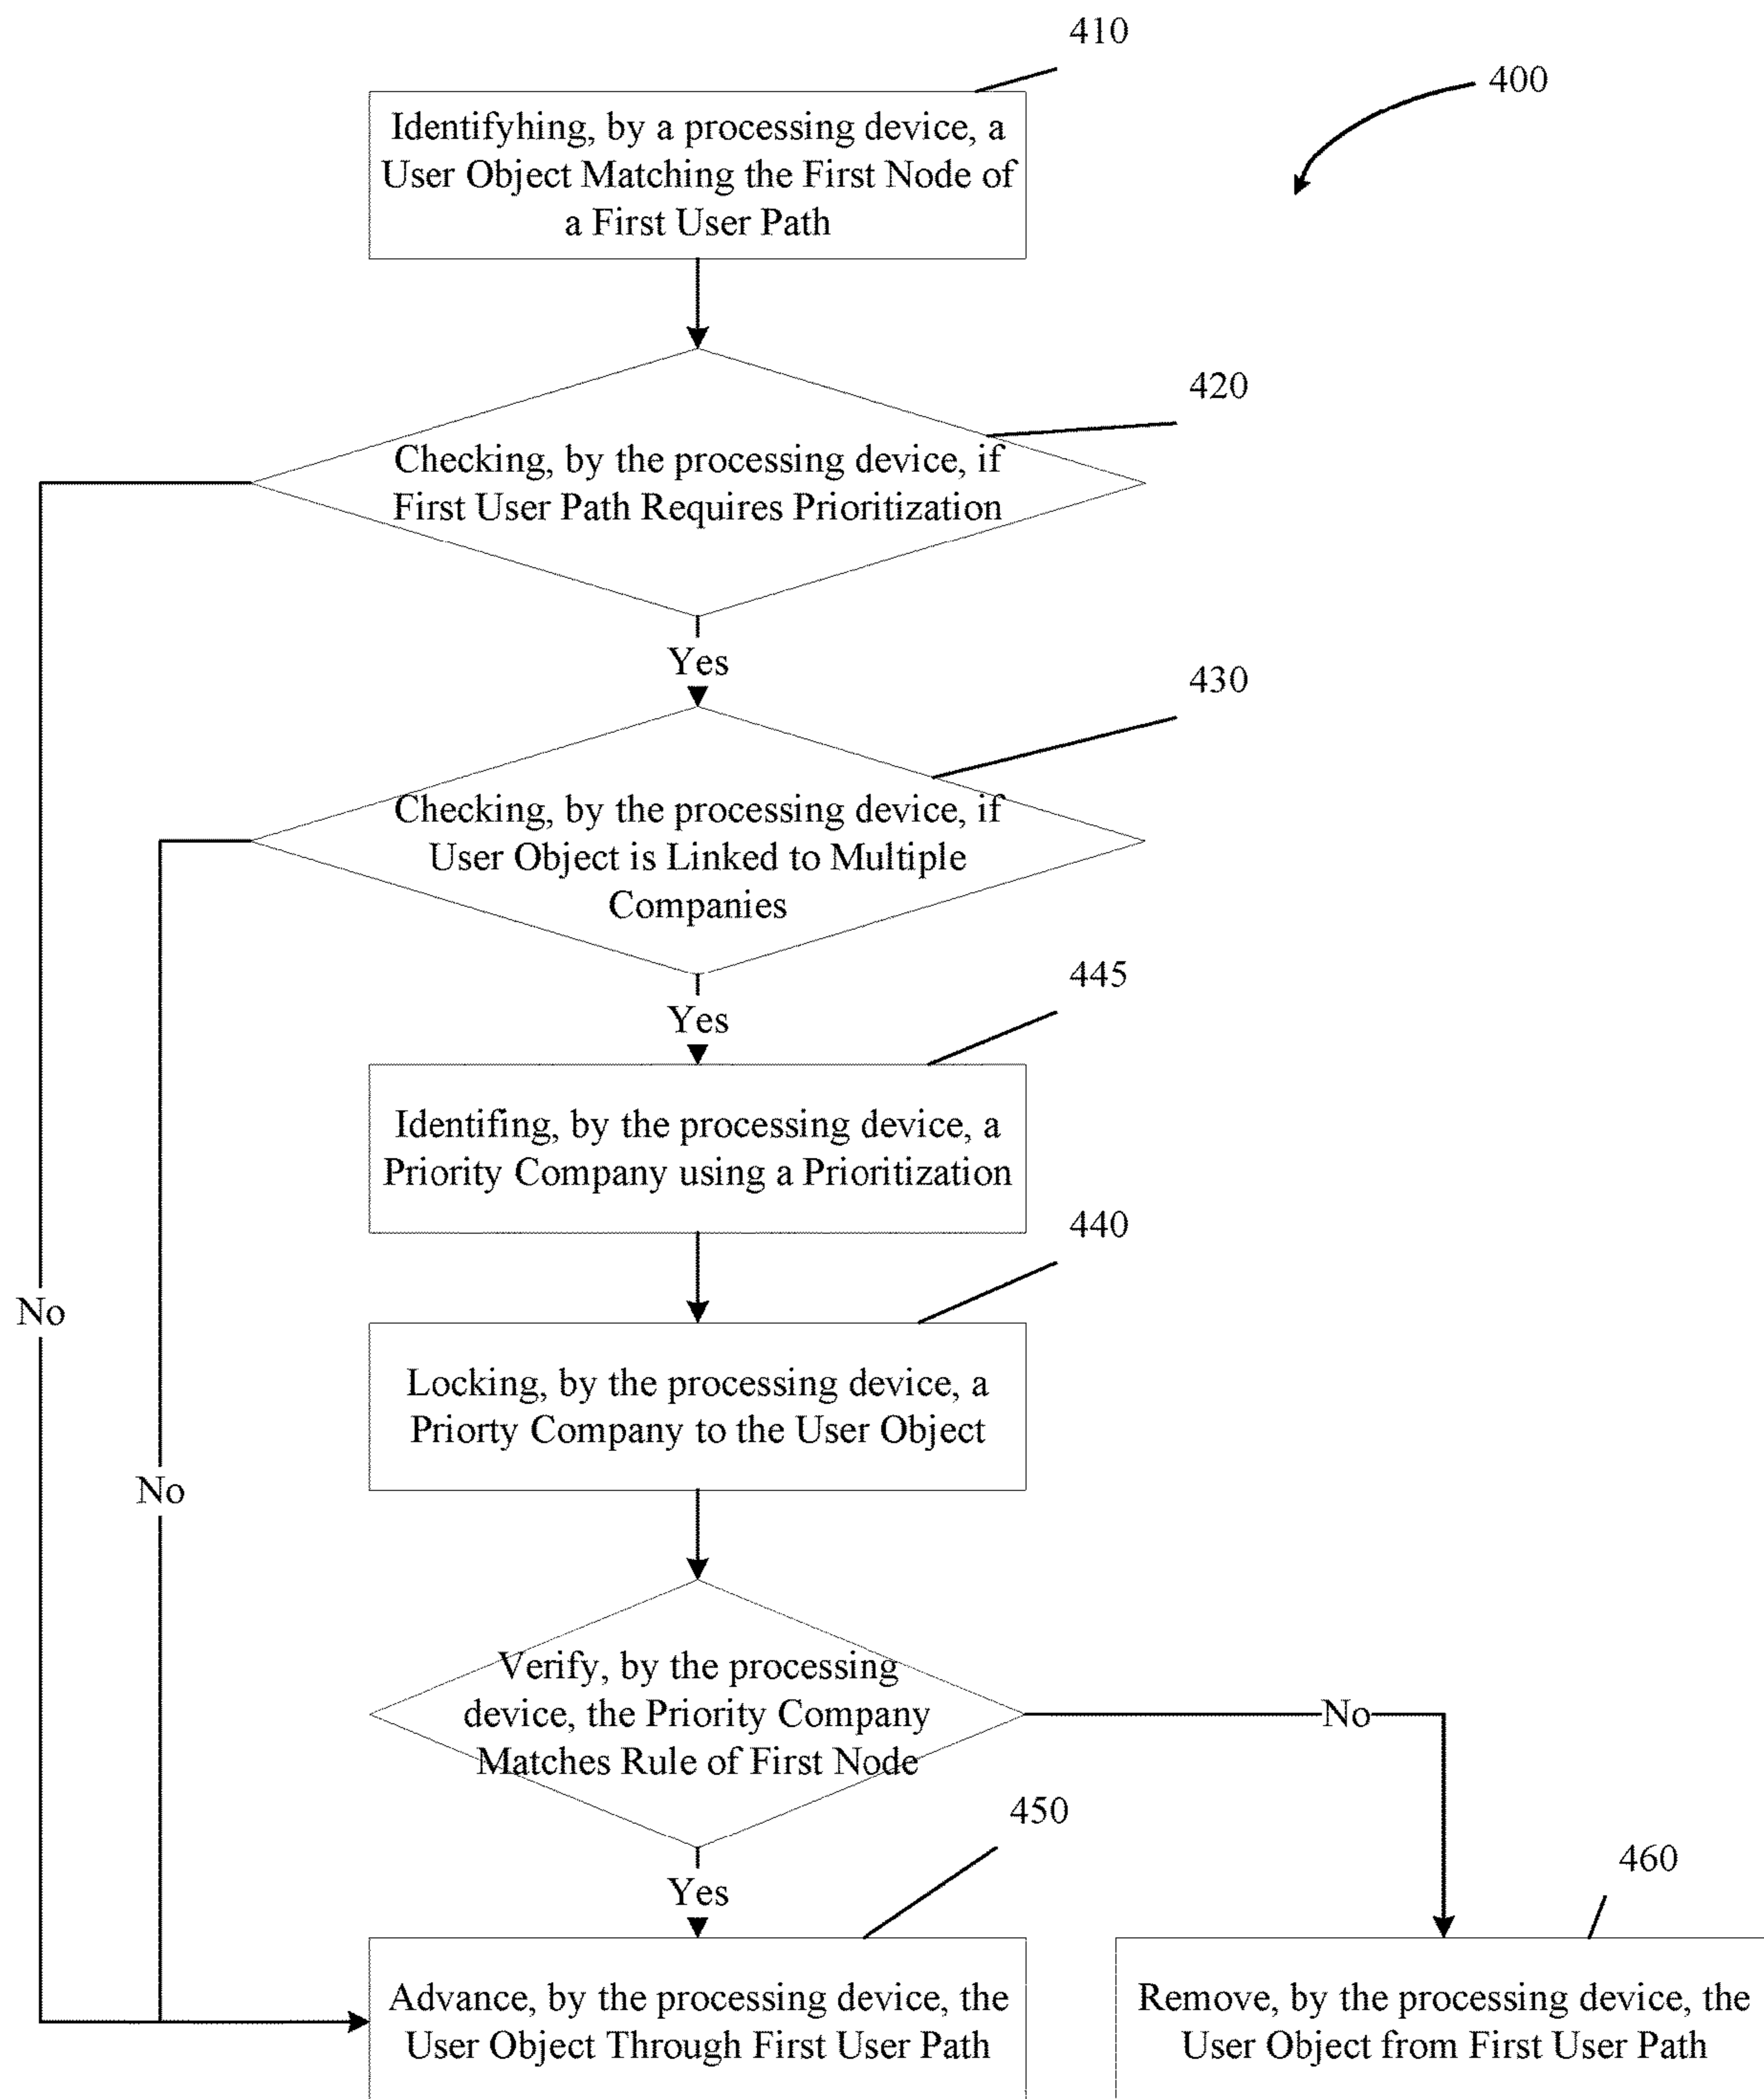 410
400
Identifyhing, by a processing device, a
User Object Matching the First Node of
a First User Path
420
Checking, by the processing device, if
First User Path Requires Prioritization
Yes
430
Checking, by the processing device, if
User Object is Linked to Multiple
Companies
445
Yes
Identifing, by the processing device, a
Priority Company using a Prioritization
440
No
Locking, by the processing device, a
Priorty Company to the User Object
No
Verify, by the processing
device, the Priority Company
Matches Rule of First Node
No
450
460
Yes
Advance, by the processing device, the
User Object Through First User Path
Remove, by the processing device, the
User Object from First User Path